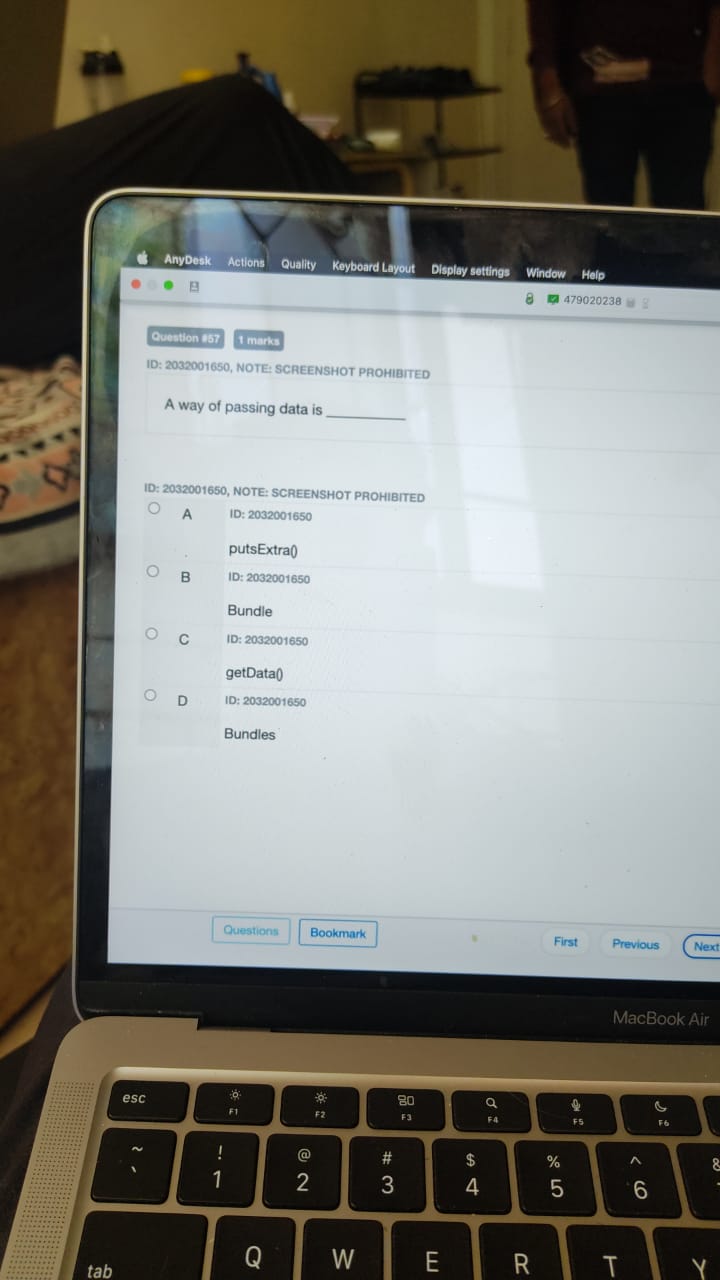 AnyDesk Actions Quality Keyboard Layout Display settings Window Help
479020238
Question #57 1 marks
ID: 2032001650, NOTE: SCREENSHOT PROHIBITED
A way of passing data is __________
ID: 2032001650, NOTE: SCREENSHOT PROHIBITED
A ID: 2032001650
putsExtra()
B ID: 2032001650
Bundle
C ID: 2032001650
getData()
D ID: 2032001650
Bundles
Questions Bookmark First Previous Next
MacBook Air
esc F1 F2 F3 F4 F5 F6
~ ! @ # $ % ^ &
` 1 2 3 4 5 6
tab Q W E R T Y